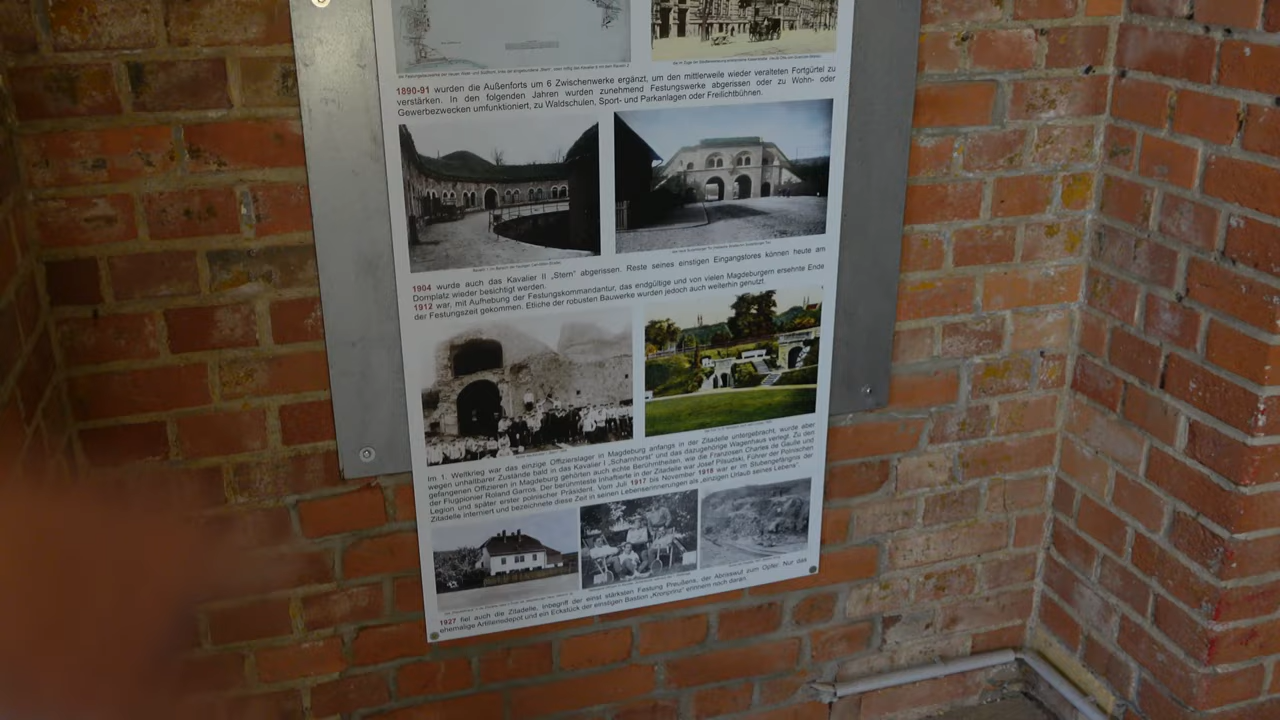 1890-91 wurden die Außenforts um 6 Zwischenwerke ergänzt, um den mittlerweile wieder veralteten Fortgürtel zu
verstärken. In den folgenden Jahren wurden zunehmend Festungswerke abgerissen oder zu Wohn- oder
Gewerbezwecken umfunktioniert, zu Waldschulen, Sport- und Parkanlagen oder Freilichtbühnen.
1904 wurde auch das Kavalier II „Stern“ abgerissen. Reste seines einstigen Eingangstores können heute am
Domplatz wieder besichtigt werden.
1912 war, mit Aufhebung der Festungskommandantur, das endgültige und von vielen Magdeburgern ersehnte Ende
der Festungszeit gekommen. Etliche der robusten Bauwerke wurden jedoch auch weiterhin genutzt.
Im 1. Weltkrieg war das einzige Offizierslager in Magdeburg anfangs in der Zitadelle untergebracht, wurde aber
wegen unhaltbarer Zustände bald in das Kavalier I „Scharnhorst“ und das dazugehörige Wagenhaus verlegt. Zu den
gefangenen Offizieren in Magdeburg gehörten auch echte Berühmtheiten, wie die Franzosen Charles de Gaulle und
der Flugpionier Roland Garros. Der berühmteste Inhaftierte in der Zitadelle war Josef Pilsudski, Führer der Polnischen
Legion und später erster polnischer Präsident. Vom Juli 1917 bis November 1918 war er im Stubengefängnis der
Zitadelle interniert und bezeichnete diese Zeit in seinen Lebenserinnerungen als „einzigen Urlaub seines Lebens“.
1927 fiel auch die Zitadelle, Inbegriff der einst stärksten Festung Preußens, der Abrisswut zum Opfer. Nur das
ehemalige Artilleriedepot und ein Eckstück der einstigen Bastion „Kronprinz“ erinnern noch daran.